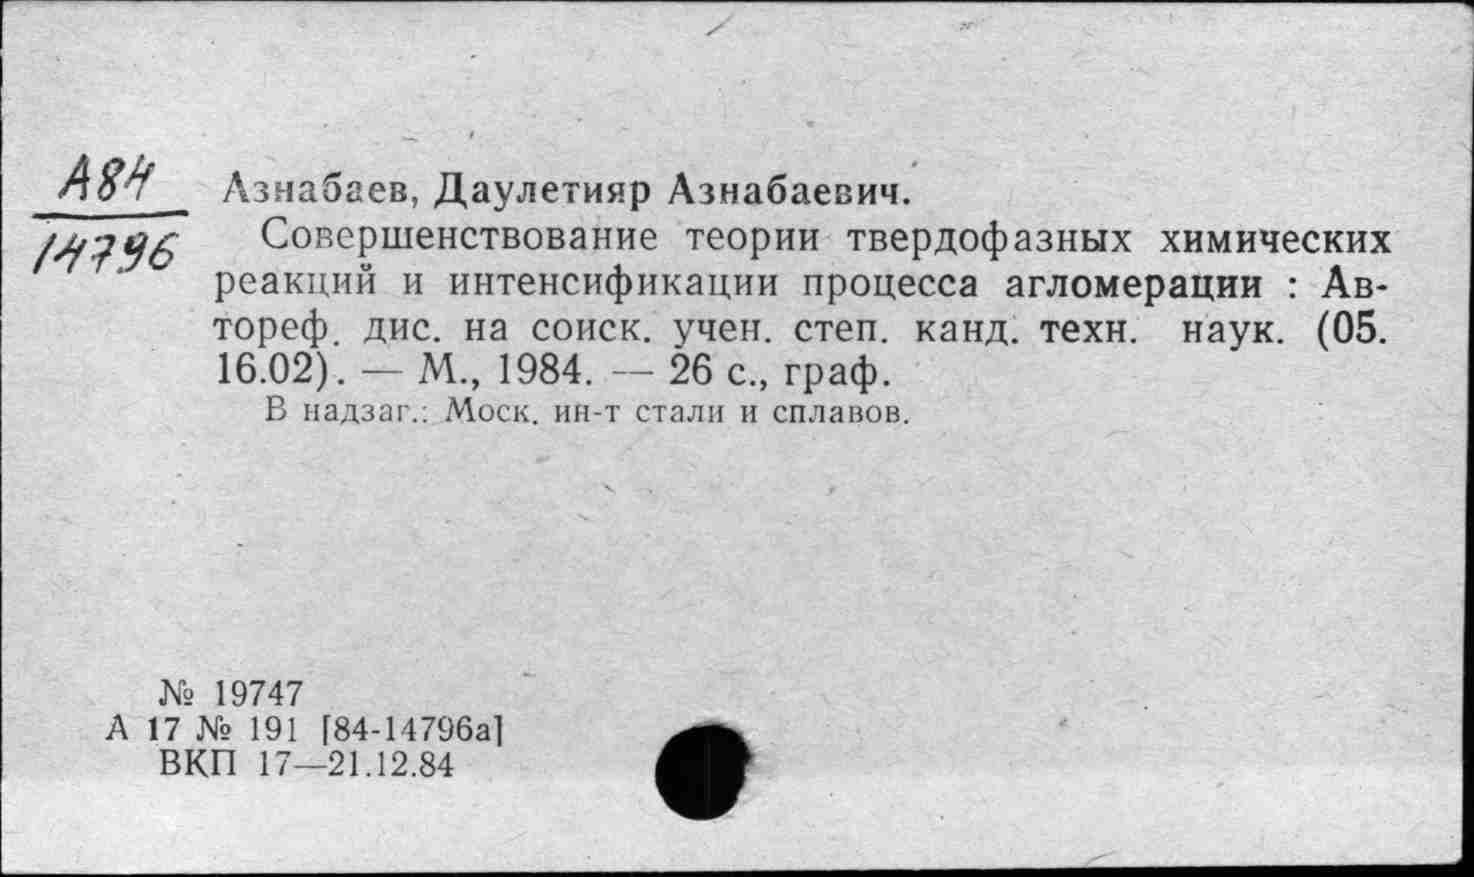 А84
14796
Азнабаев, Даулетияр Азнабаевич.
Совершенствование теории твердофазных химических
реакций и интенсификации процесса агломерации : Ав-
тореф. дис. на соиск. учен. степ. канд. техн. наук. (05.
16.02). — М., 1984. — 26 с., граф.
В надзаг.: Моск. ин-т стали и сплавов.
№ 19747
А 17 № 191 [84-14796а]
ВКП 17—21.12.84